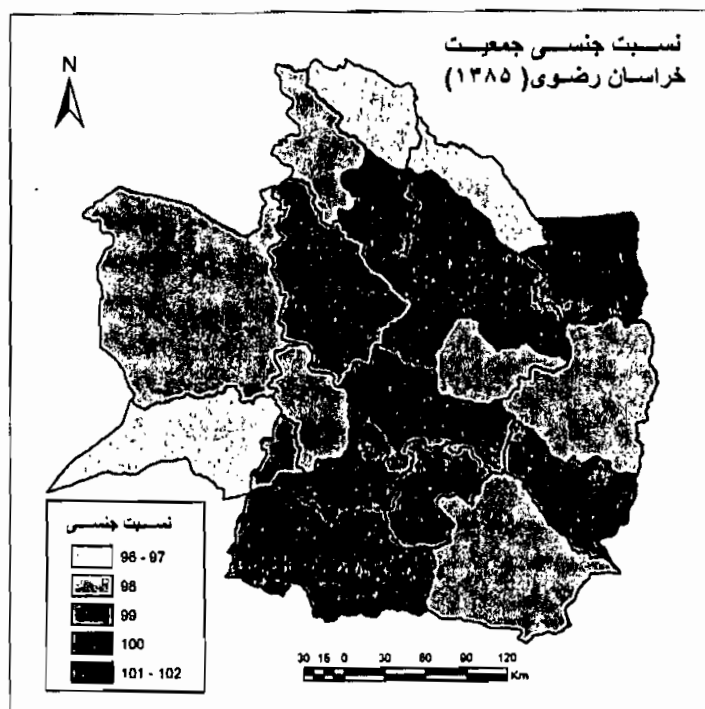 نسبت جنسی جمعیت
خراسان رضوی (۱۳۸۵)
N
نسبت جنسی
96 - 97
98
99
100
101 - 102
30 15 0 30 60 90 120
Km